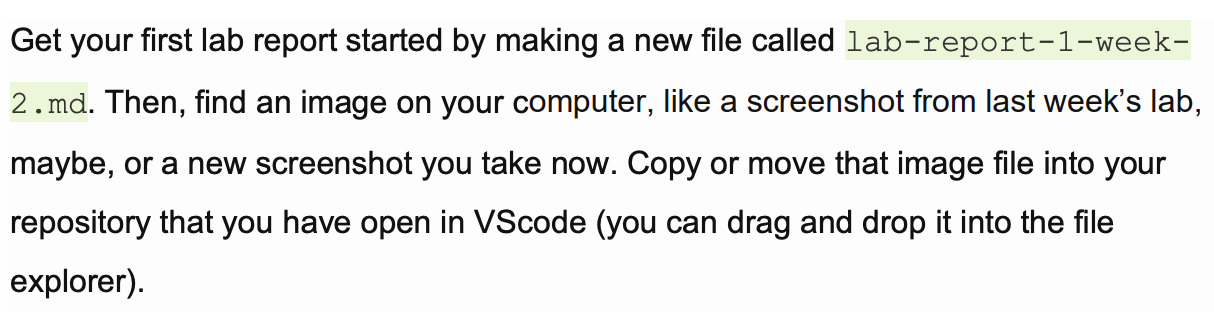 Get your first lab report started by making a new file called lab-report-1-week-
2.md. Then, find an image on your computer, like a screenshot from last week’s lab,
maybe, or a new screenshot you take now. Copy or move that image file into your
repository that you have open in VScode (you can drag and drop it into the file
explorer).